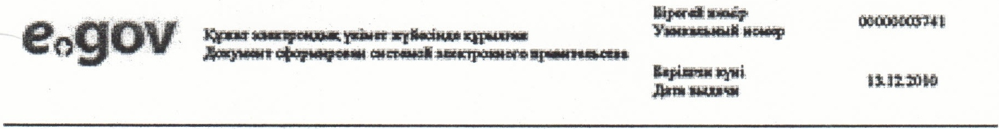 e.gov
Құжат электрондық үкімет жүйесінде құрылған
Документ сформирован системой электронного правительства
Бірегей нөмір
Уникальный номер
00000003741
Берілген күні
Дата выдачи
13.12.2010